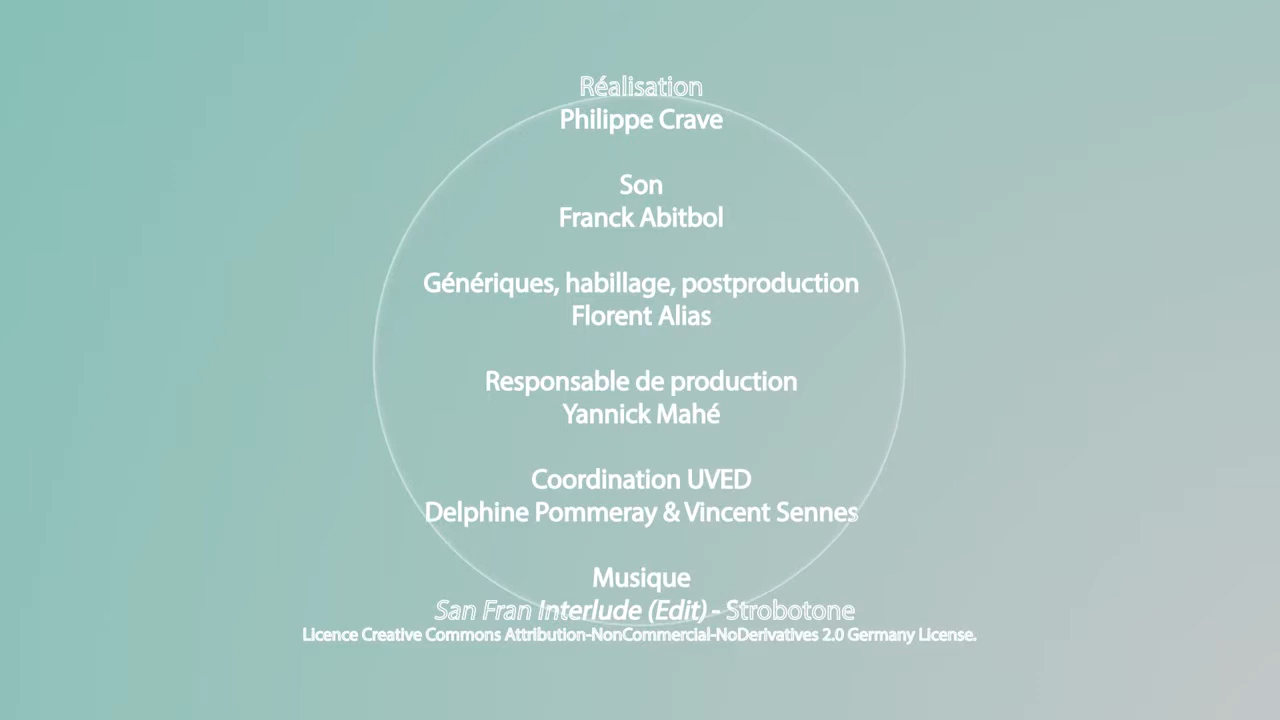 Réalisation
Philippe Crave
Son
Franck Abitbol
Génériques, habillage, postproduction
Florent Alias
Responsable de production
Yannick Mahé
Coordination UVED
Delphine Pommeray & Vincent Sennes
Musique
San Fran Interlude (Edit) - Strobotone
Licence Creative Commons Attribution-NonCommercial-NoDerivatives 2.0 Germany License.